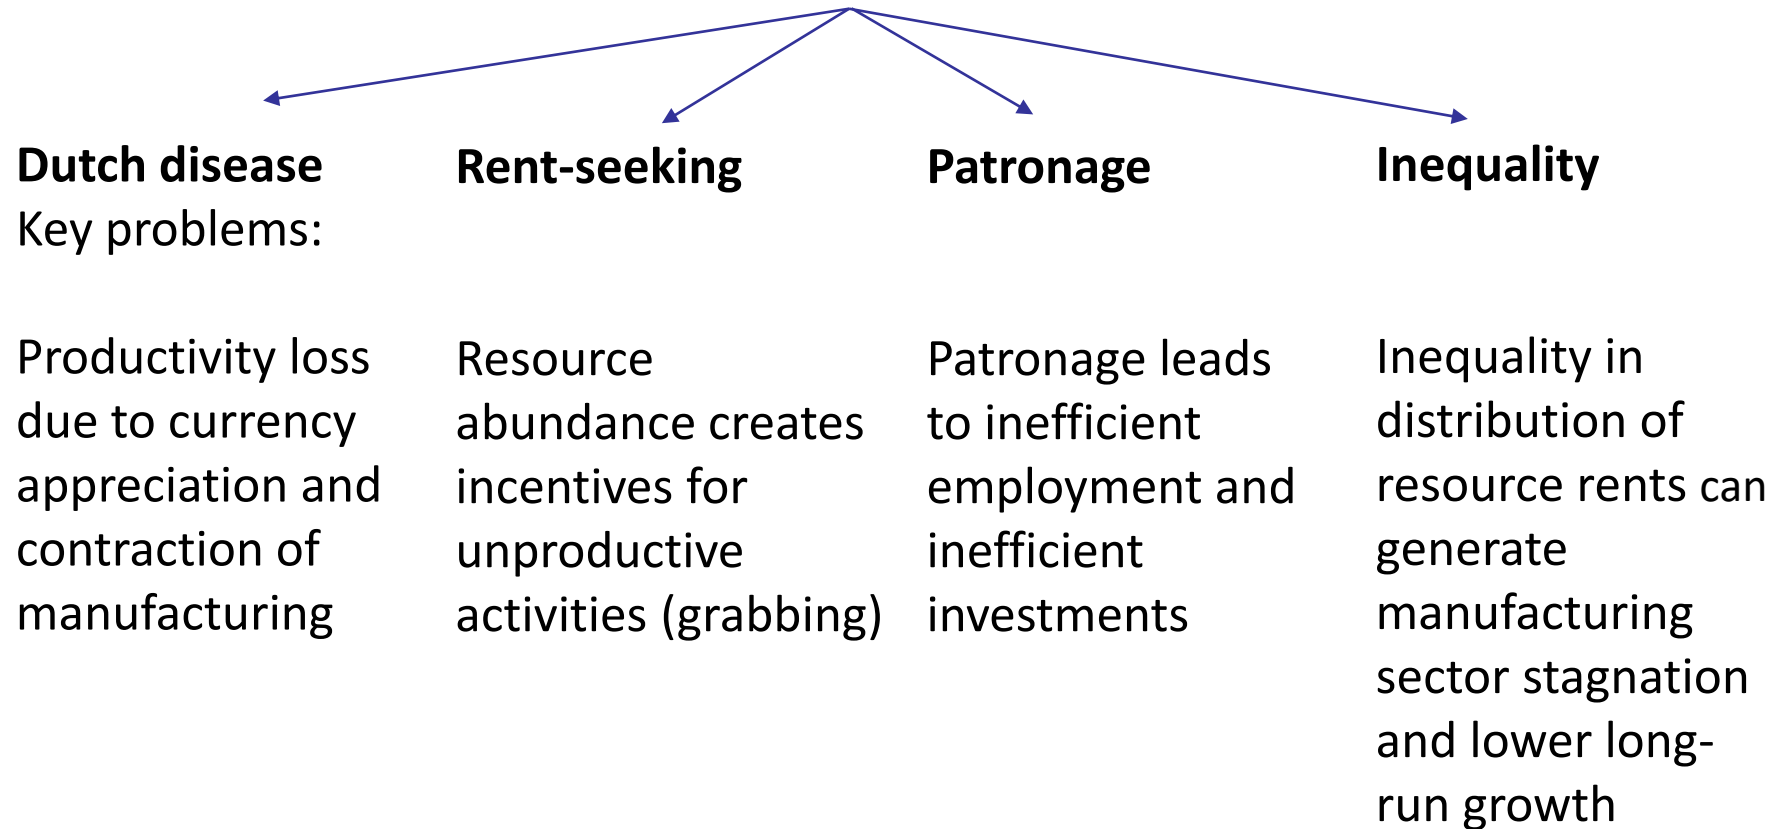 Dutch disease
Key problems:
Productivity loss
due to currency
appreciation and
contraction of
manufacturing
Rent-seeking
Resource
abundance creates
incentives for
unproductive
activities (grabbing)
Patronage
Patronage leads
to inefficient
employment and
inefficient
investments
Inequality
Inequality in
distribution of
resource rents can
generate
manufacturing
sector stagnation
and lower long-
run growth